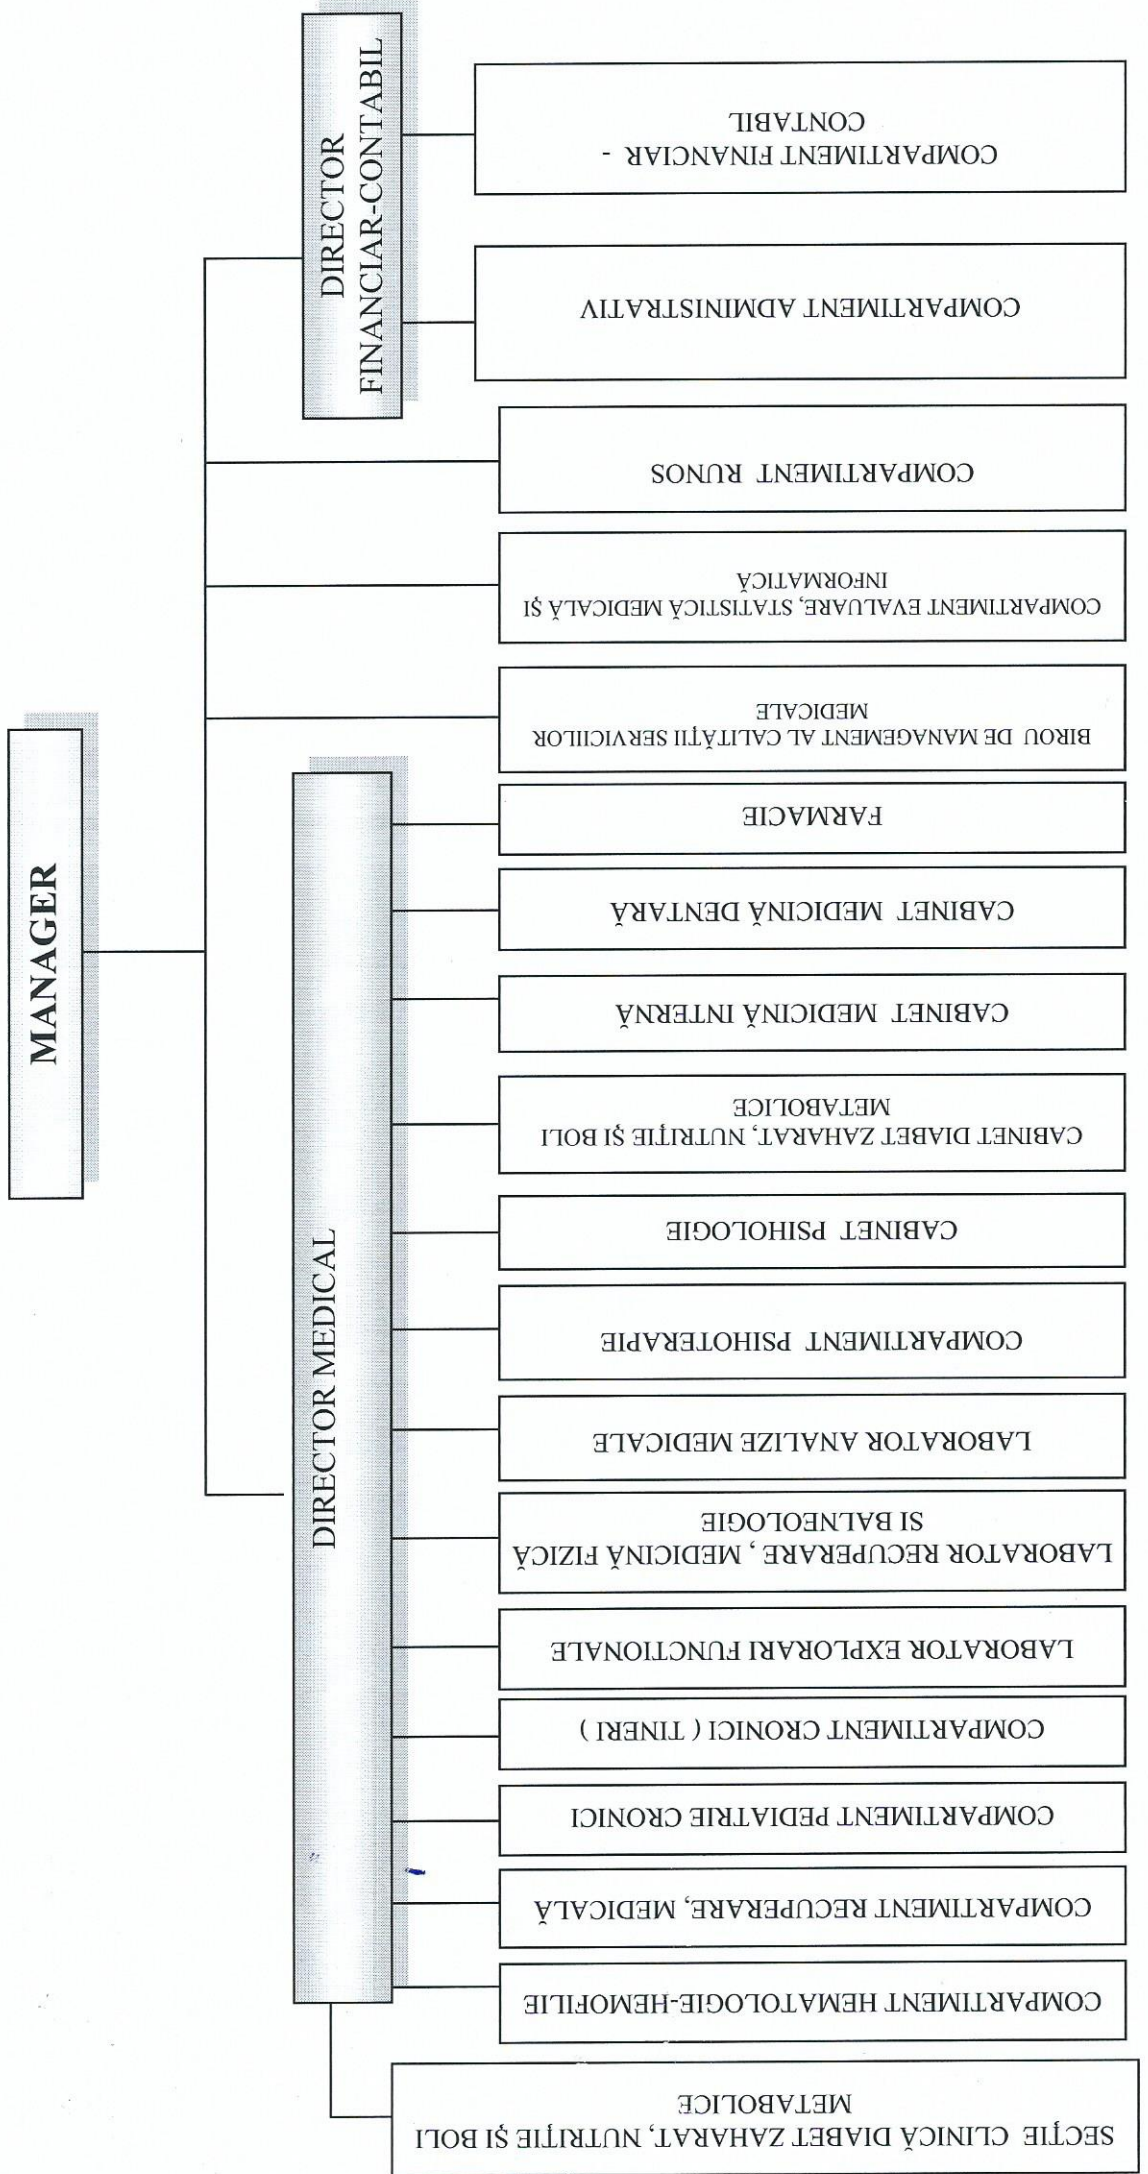 MANAGER
DIRECTOR MEDICAL
DIRECTOR
FINANCIAR-CONTABIL
SECŢIE CLINICĂ DIABET ZAHARAT, NUTRIŢIE ŞI BOLI
METABOLICE
COMPARTIMENT HEMATOLOGIE-HEMOFILIE
COMPARTIMENT RECUPERARE, MEDICALĂ
COMPARTIMENT PEDIATRIE CRONICI
COMPARTIMENT CRONICI ( TINERI )
LABORATOR EXPLORARI FUNCTIONALE
LABORATOR RECUPERARE , MEDICINĂ FIZICĂ
SI BALNEOLOGIE
LABORATOR ANALIZE MEDICALE
COMPARTIMENT PSIHOTERAPIE
CABINET PSIHOLOGIE
CABINET DIABET ZAHARAT, NUTRIŢIE ŞI BOLI
METABOLICE
CABINET MEDICINĂ INTERNĂ
CABINET MEDICINĂ DENTARĂ
FARMACIE
BIROU DE MANAGEMENT AL CALITĂŢII SERVICIILOR
MEDICALE
COMPARTIMENT EVALUARE, STATISTICĂ MEDICALĂ ŞI
INFORMATICĂ
COMPARTIMENT RUNOS
COMPARTIMENT ADMINISTRATIV
COMPARTIMENT FINANCIAR -
CONTABIL